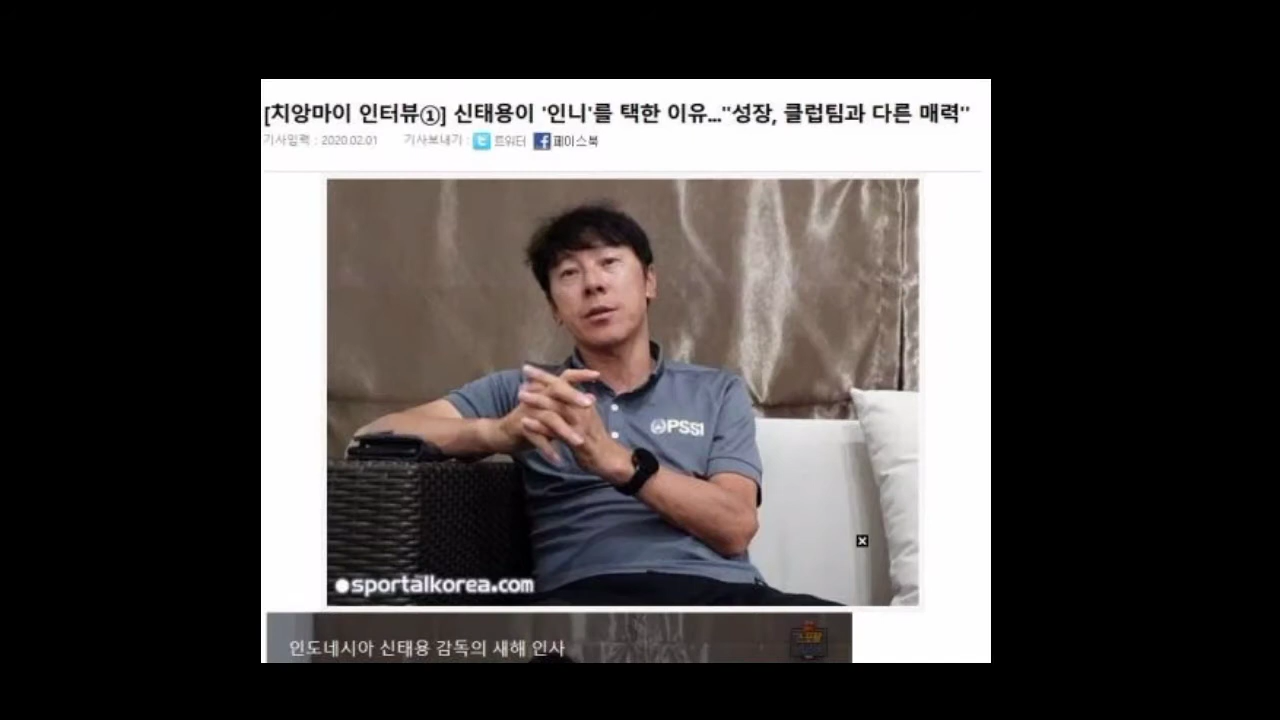 [치앙마이 인터뷰①] 신태용이 '인니'를 택한 이유..."성장, 클럽팀과 다른 매력"
기사입력 : 2020.02.01 기사보내기 : 트위터 페이스북
PSSI
sportalkorea.com
인도네시아 신태용 감독의 새해 인사